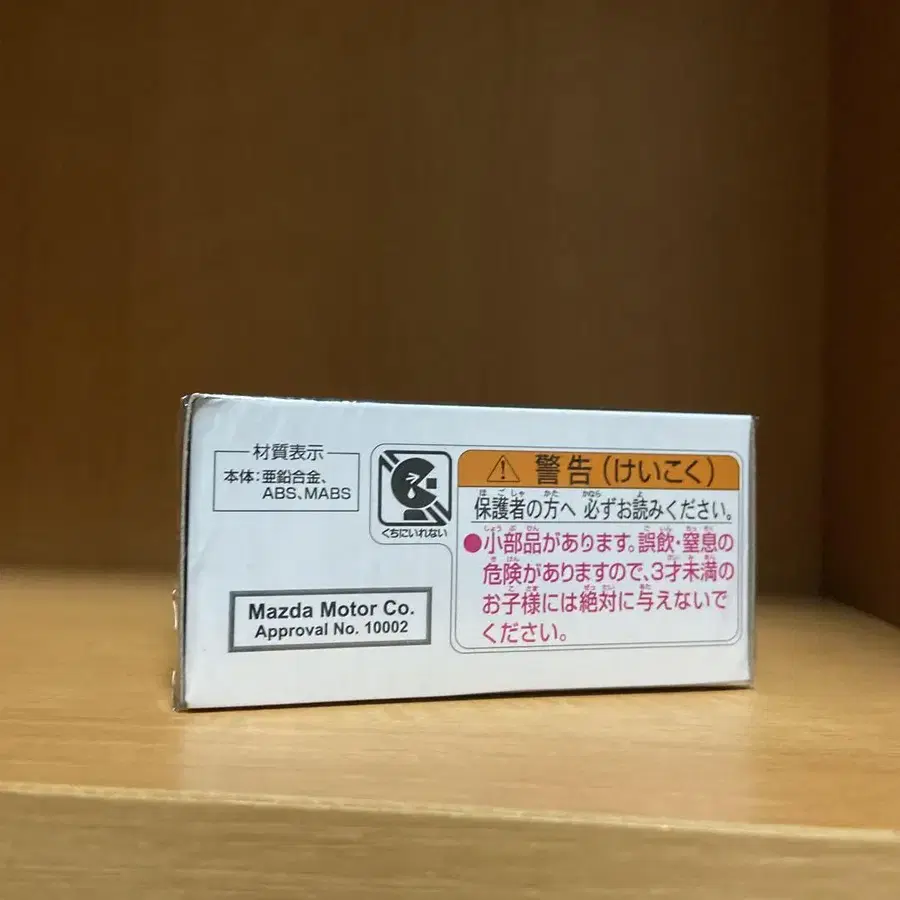 材質表示
本体:亜鉛合金、
ABS、MABS
くちにいれない
Mazda Motor Co.
Approval No. 10002
警告(けいこく)
保護者の方へ 必ずお読みください。
●小部品があります。誤飲・窒息の
危険がありますので、3才未満の
お子様には絶対に与えないで
ください。